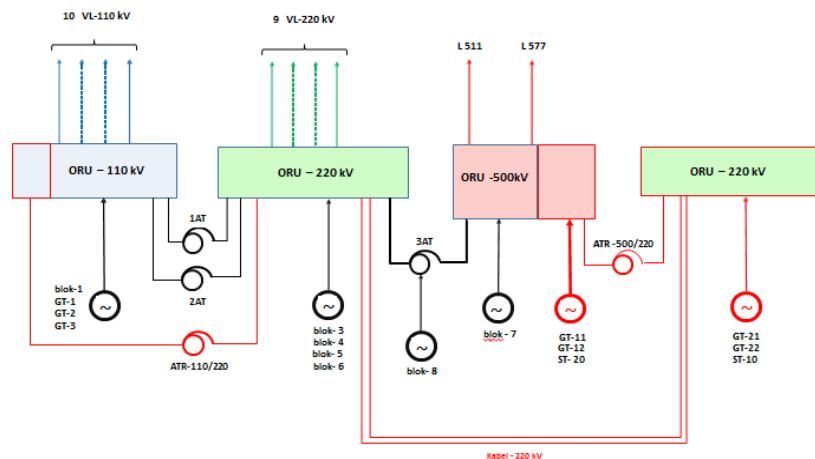 10 VL-110 kV
9 VL-220 kV
L 511
L 577
ORU – 110 kV
ORU – 220 kV
ORU -500kV
ORU – 220 kV
1AT
2AT
3AT
ATR -500/220
blok-1
GT-1
GT-2
GT-3
ATR-110/220
blok- 3
blok- 4
blok- 5
blok- 6
blok- 8
blok - 7
GT-11
GT-12
ST- 20
GT-21
GT-22
ST-10
~
~
~
~
~
~
Kabel - 220 kV